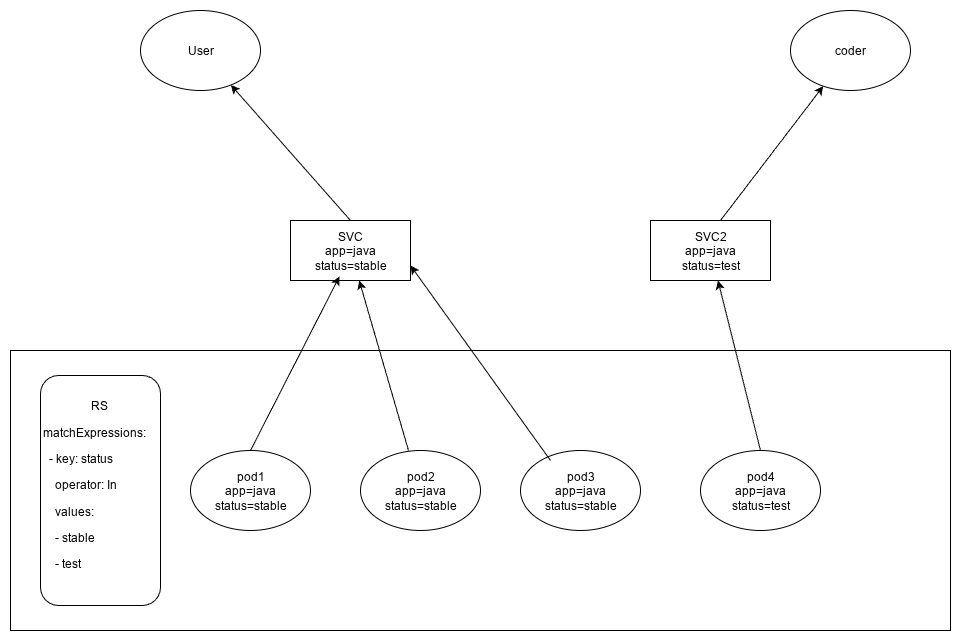 User
coder
SVC
app=java
status=stable
SVC2
app=java
status=test
RS
matchExpressions:
- key: status
operator: In
values:
- stable
- test
pod1
app=java
status=stable
pod2
app=java
status=stable
pod3
app=java
status=stable
pod4
app=java
status=test